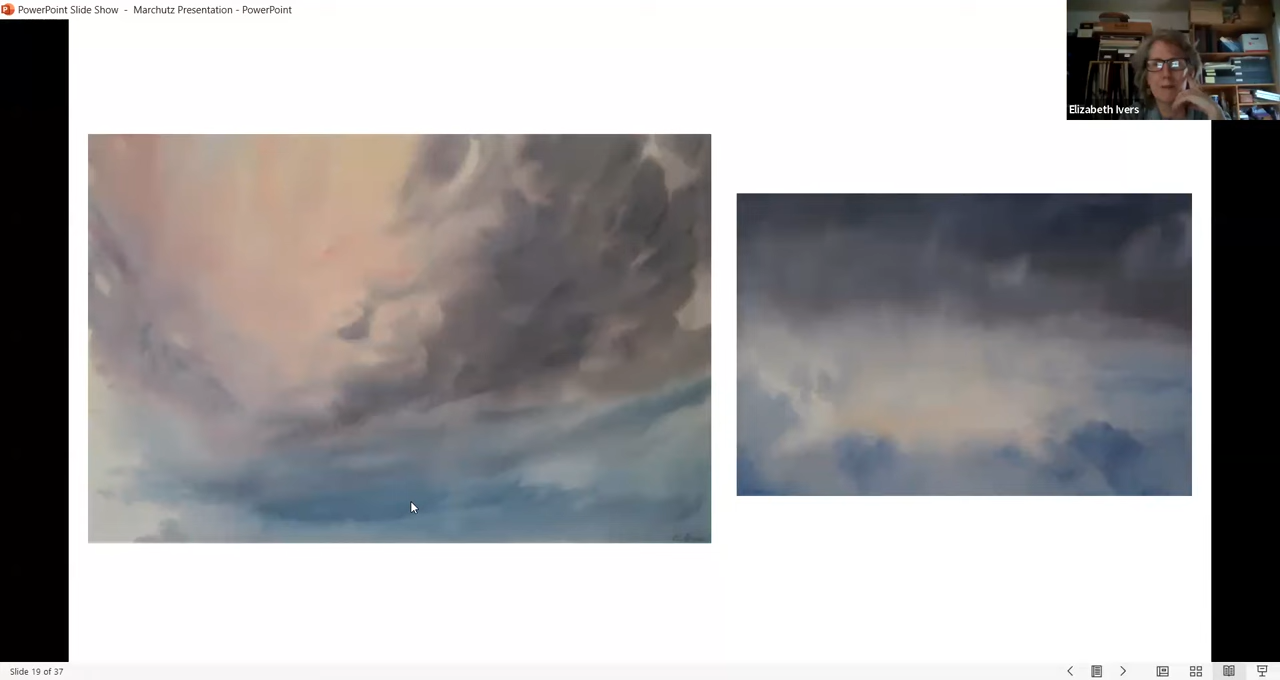 PowerPoint Slide Show - Marchutz Presentation - PowerPoint
Elizabeth Ivers
Slide 19 of 37